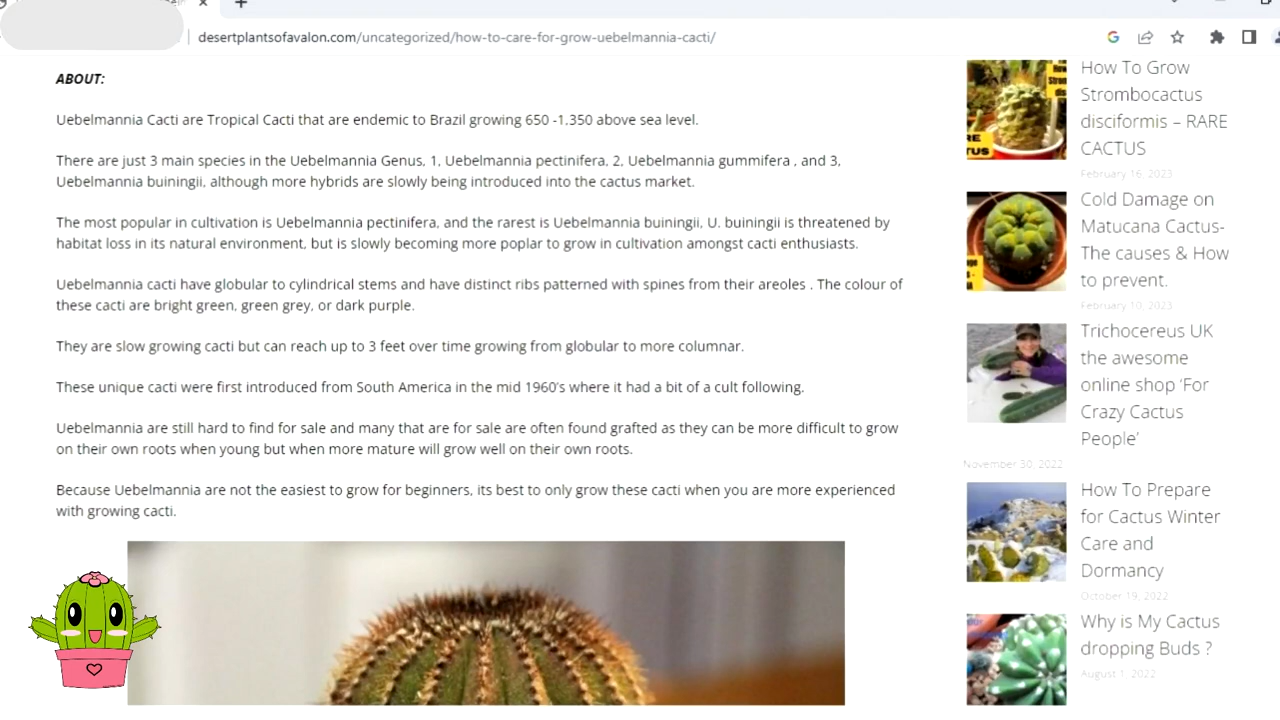 desertplantsofavalon.com/uncategorized/how-to-care-for-grow-uebelmannia-cacti/
ABOUT:
Uebelmannia Cacti are Tropical Cacti that are endemic to Brazil growing 650 -1.350 above sea level.
There are just 3 main species in the Uebelmannia Genus, 1, Uebelmannia pectinifera, 2, Uebelmannia gummifera , and 3,
Uebelmannia buiningii, although more hybrids are slowly being introduced into the cactus market.
The most popular in cultivation is Uebelmannia pectinifera, and the rarest is Uebelmannia buiningii, U. buiningii is threatened by
habitat loss in its natural environment, but is slowly becoming more poplar to grow in cultivation amongst cacti enthusiasts.
Uebelmannia cacti have globular to cylindrical stems and have distinct ribs patterned with spines from their areoles . The colour of
these cacti are bright green, green grey, or dark purple.
They are slow growing cacti but can reach up to 3 feet over time growing from globular to more columnar.
These unique cacti were first introduced from South America in the mid 1960's where it had a bit of a cult following.
Uebelmannia are still hard to find for sale and many that are for sale are often found grafted as they can be more difficult to grow
on their own roots when young but when more mature will grow well on their own roots.
Because Uebelmannia are not the easiest to grow for beginners, its best to only grow these cacti when you are more experienced
with growing cacti.
How To Grow
Strombocactus
disciformis – RARE
CACTUS
February 16, 2023
Cold Damage on
Matucana Cactus-
The causes & How
to prevent.
February 10, 2023
Trichocereus UK
the awesome
online shop 'For
Crazy Cactus
People'
November 30, 2022
How To Prepare
for Cactus Winter
Care and
Dormancy
October 19, 2022
Why is My Cactus
dropping Buds ?
August 1, 2022